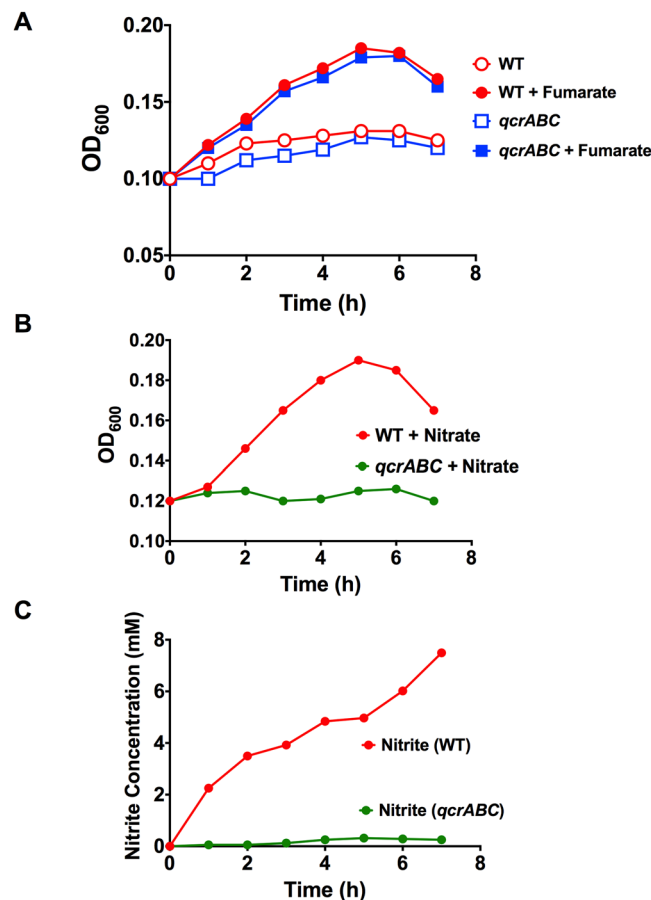 A
0.20
0.15
0.10
0.05
OD600
0 2 4 6 8
Time (h)
WT
WT + Fumarate
qcrABC
qcrABC + Fumarate
B
0.20
0.18
0.16
0.14
0.12
0.10
OD600
0 2 4 6 8
Time (h)
WT + Nitrate
qcrABC + Nitrate
C
8
6
4
2
0
Nitrite Concentration (mM)
0 2 4 6 8
Time (h)
Nitrite (WT)
Nitrite (qcrABC)